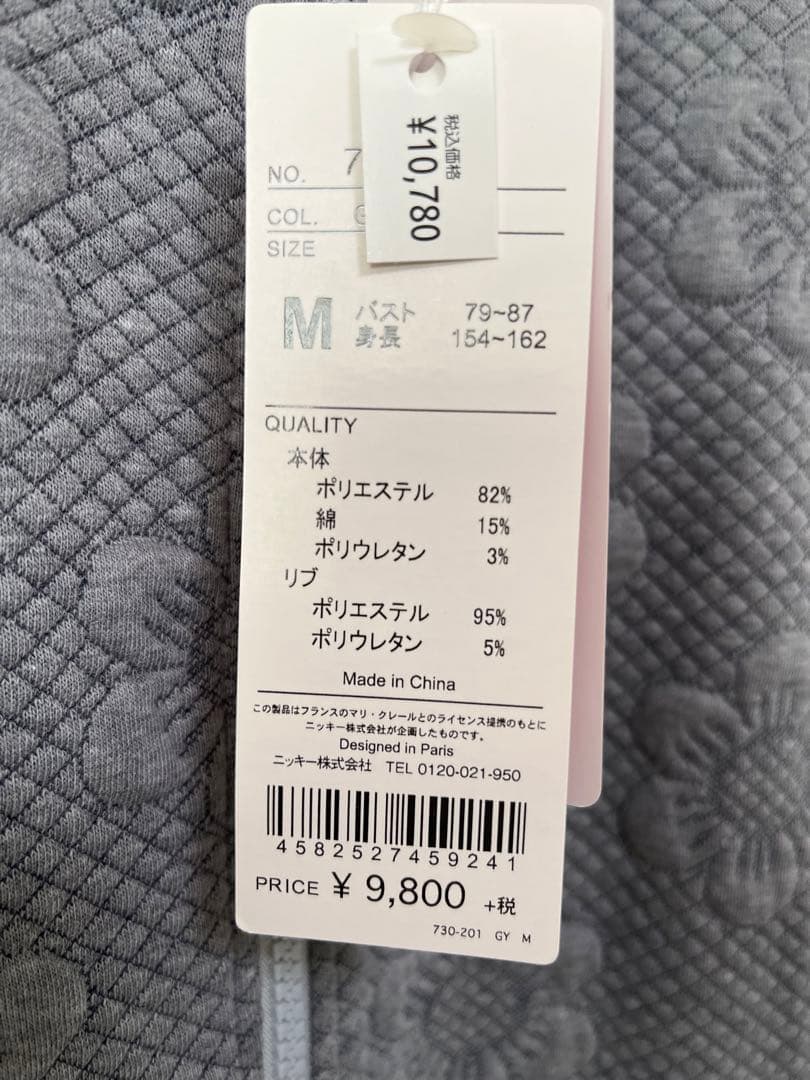 税込価格
¥10,780
NO. 7
COL. G
SIZE
M バスト 79~87
身長 154~162
QUALITY
本体
ポリエステル 82%
綿 15%
ポリウレタン 3%
リブ
ポリエステル 95%
ポリウレタン 5%
Made in China
この製品はフランスのマリ・クレールとのライセンス提携のもとに
ニッキー株式会社が企画したものです。
Designed in Paris
ニッキー株式会社 TEL 0120-021-950
4582527459241
PRICE ¥ 9,800 +税
730-201 GY M